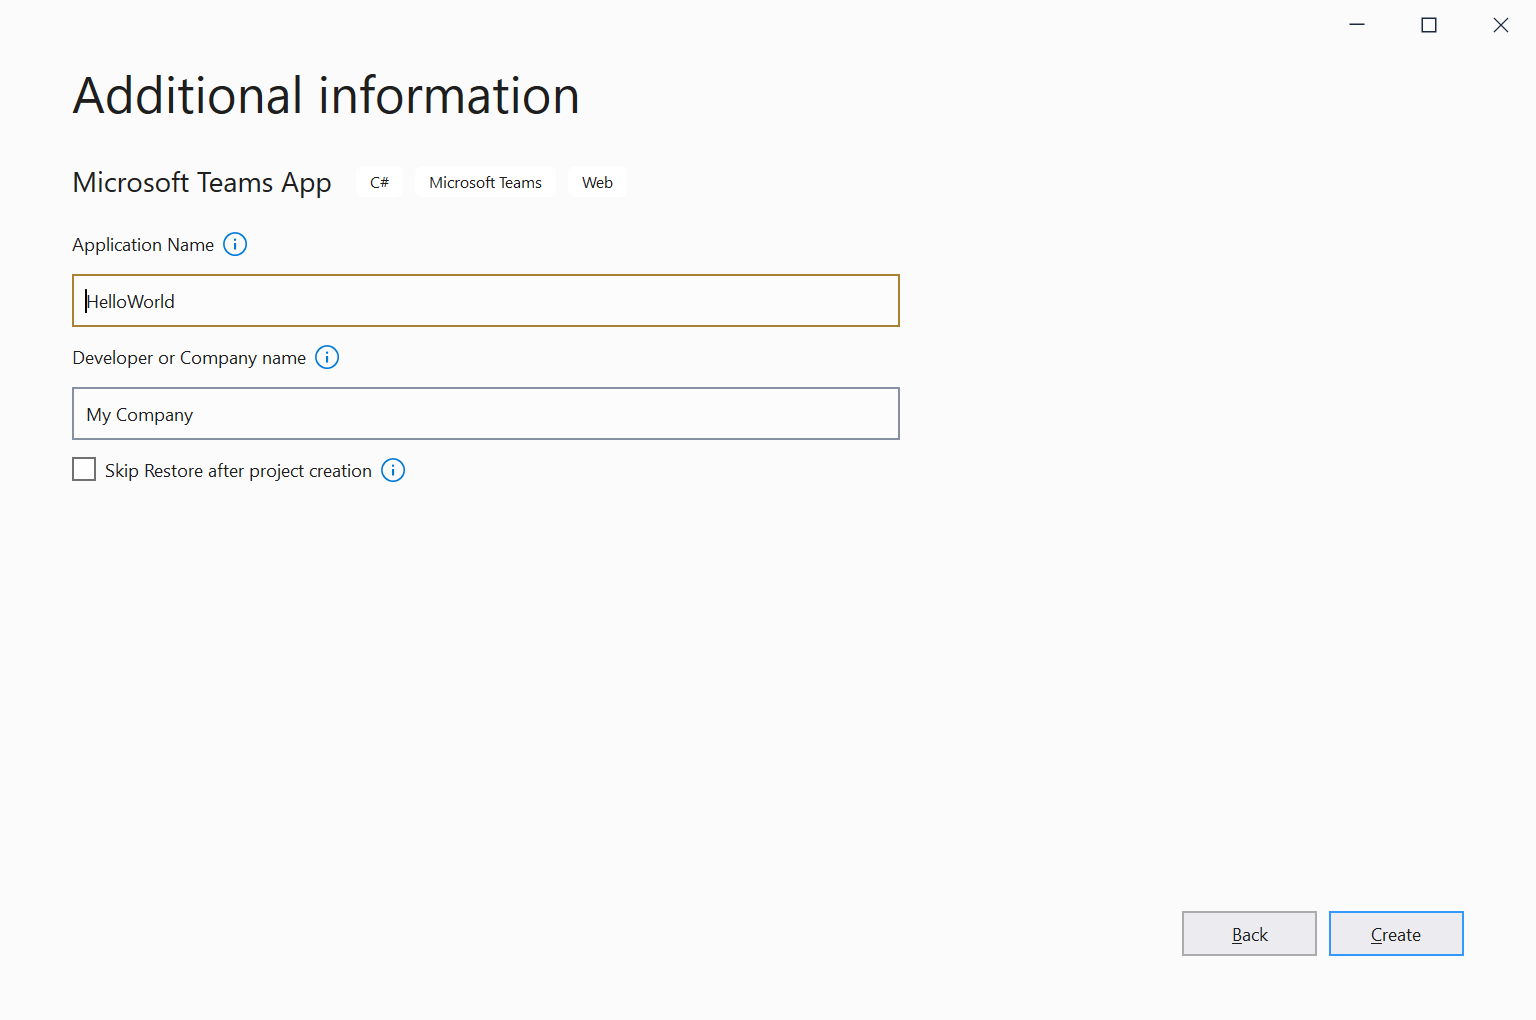 Additional information
Microsoft Teams App C# Microsoft Teams Web
Application Name
HelloWorld
Developer or Company name
My Company
Skip Restore after project creation
Back Create